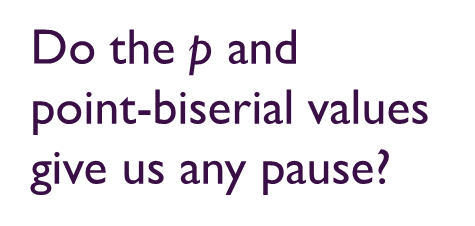 Do the p and
point-biserial values
give us any pause?